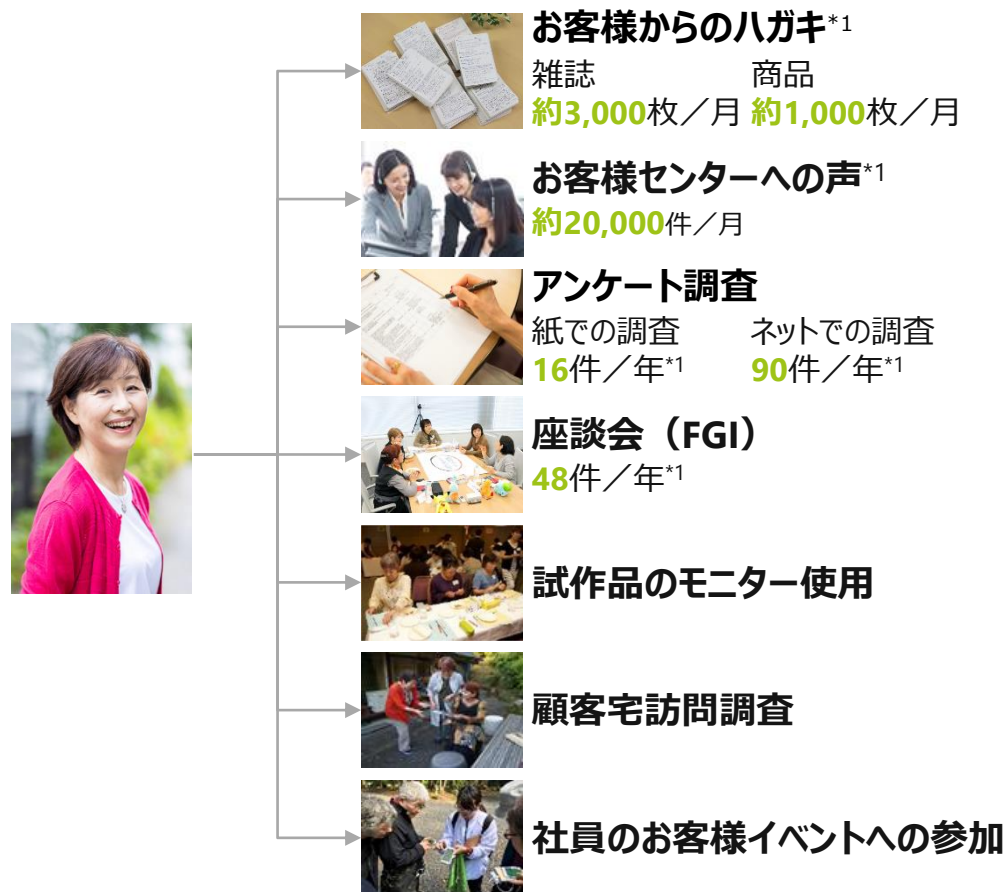 お客様からのハガキ*1
雑誌 商品
約3,000枚／月 約1,000枚／月
お客様センターへの声*1
約20,000件／月
アンケート調査
紙での調査 ネットでの調査
16件／年*1 90件／年*1
座談会（FGI）
48件／年*1
試作品のモニター使用
顧客宅訪問調査
社員のお客様イベントへの参加